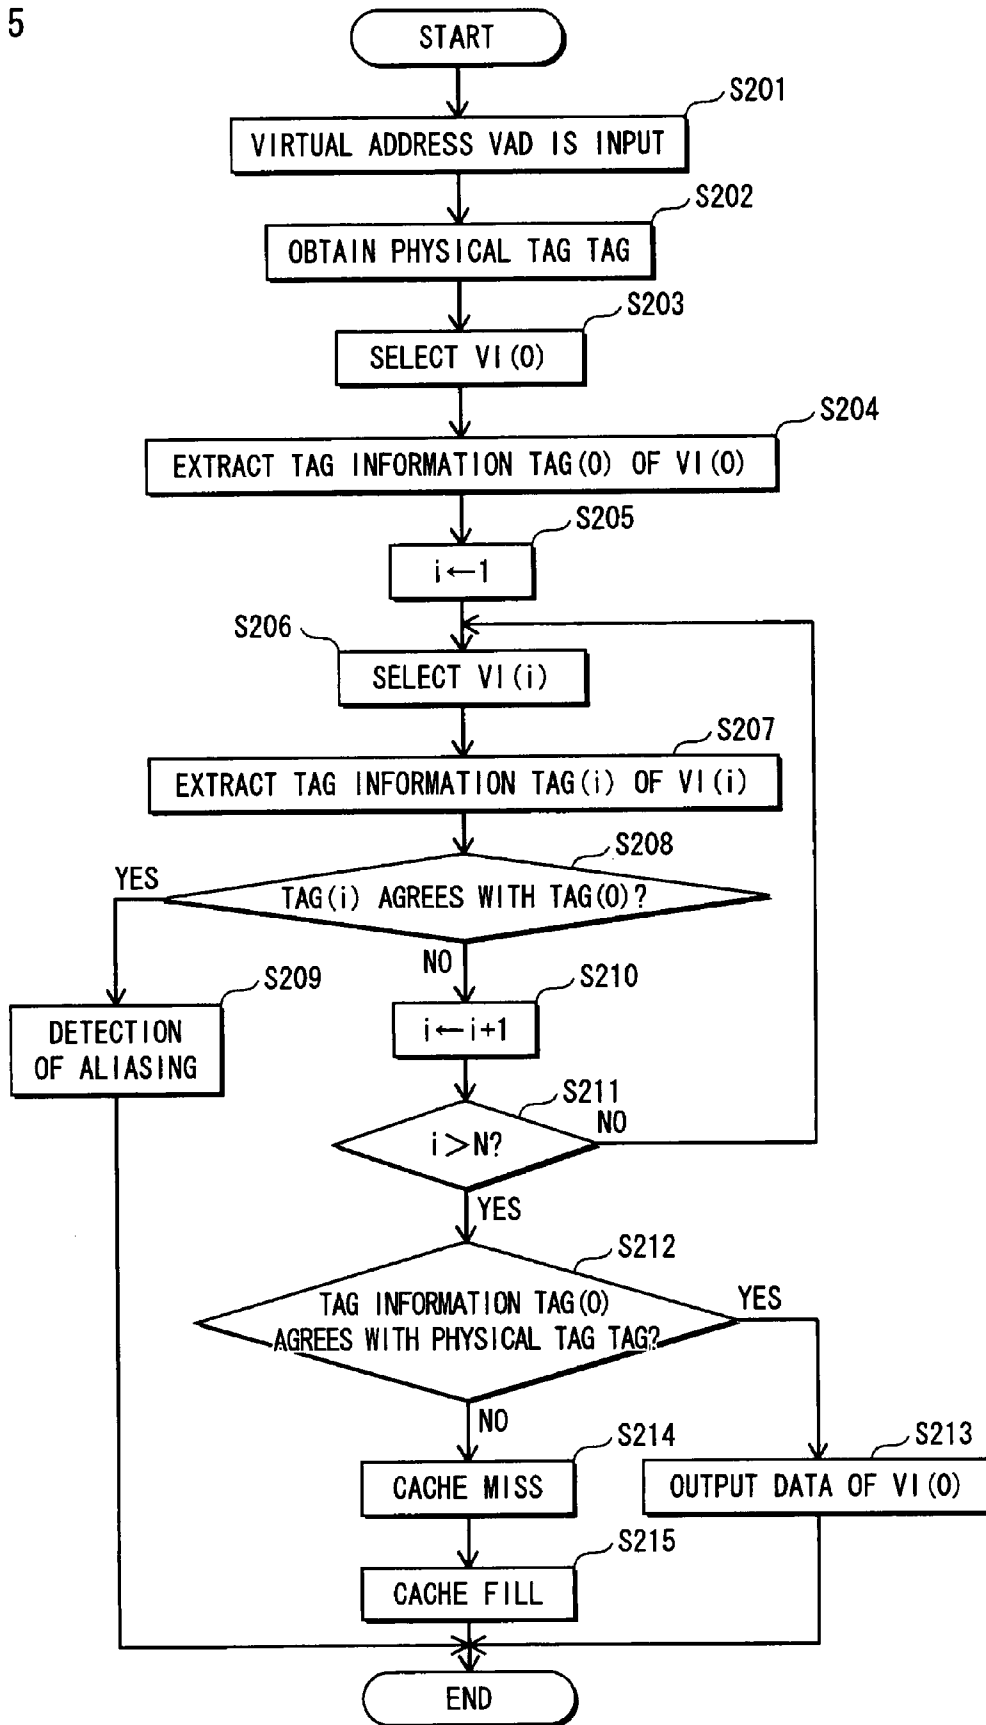 5
START
S201
VIRTUAL ADDRESS VAD IS INPUT
S202
OBTAIN PHYSICAL TAG TAG
S203
SELECT VI(0)
S204
EXTRACT TAG INFORMATION TAG(0) OF VI(0)
S205
i←1
S206
SELECT VI(i)
S207
EXTRACT TAG INFORMATION TAG(i) OF VI(i)
S208
YES
TAG(i) AGREES WITH TAG(0)?
NO
S209
DETECTION
OF ALIASING
S210
i←i+1
S211
NO
i>N?
YES
S212
TAG INFORMATION TAG(0)
AGREES WITH PHYSICAL TAG TAG?
YES
NO
S214
CACHE MISS
S213
OUTPUT DATA OF VI(0)
S215
CACHE FILL
END